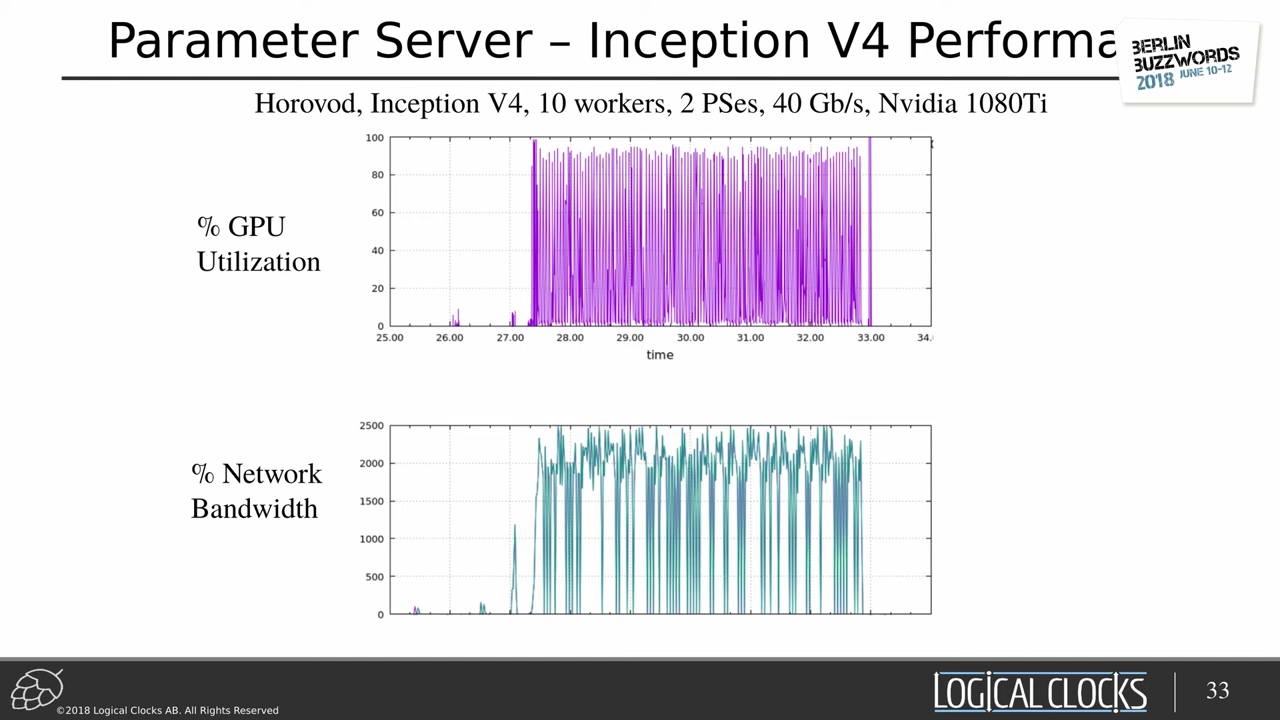 Parameter Server – Inception V4 Performa
BERLIN
BUZZWORDS
2018 JUNE 10-12
Horovod, Inception V4, 10 workers, 2 PSes, 40 Gb/s, Nvidia 1080Ti
% GPU
Utilization
100
80
60
40
20
0
25.00 26.00 27.00 28.00 29.00 30.00 31.00 32.00 33.00 34.
time
% Network
Bandwidth
2500
2000
1500
1000
500
0
©2018 Logical Clocks AB. All Rights Reserved
LOGICAL CLOCKS
33